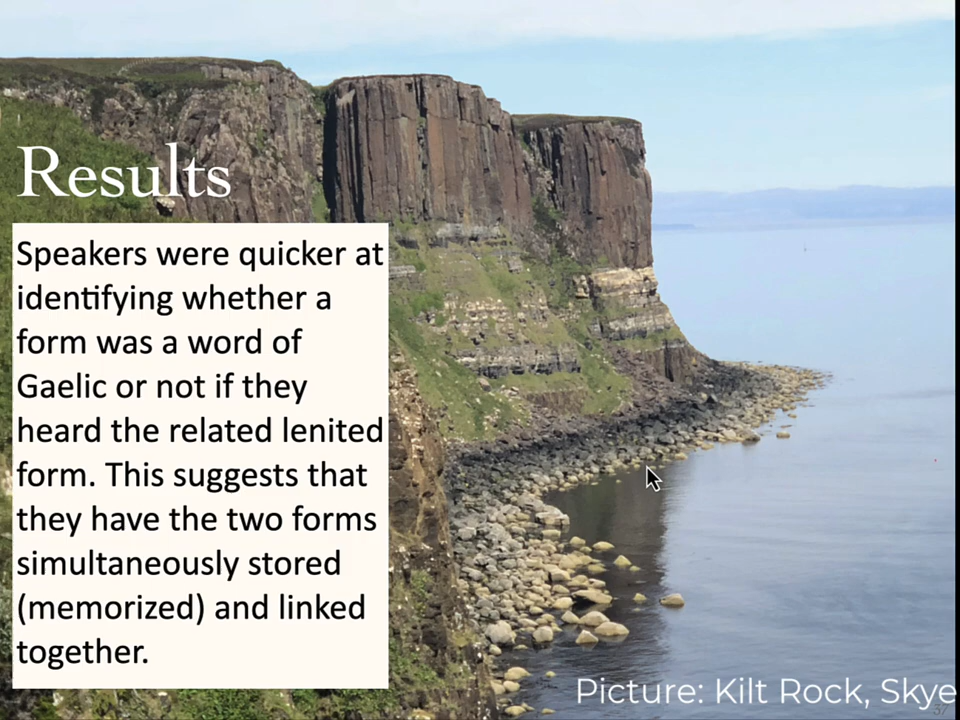 Results
Speakers were quicker at
identifying whether a
form was a word of
Gaelic or not if they
heard the related lenited
form. This suggests that
they have the two forms
simultaneously stored
(memorized) and linked
together.
Picture: Kilt Rock, Skye
37